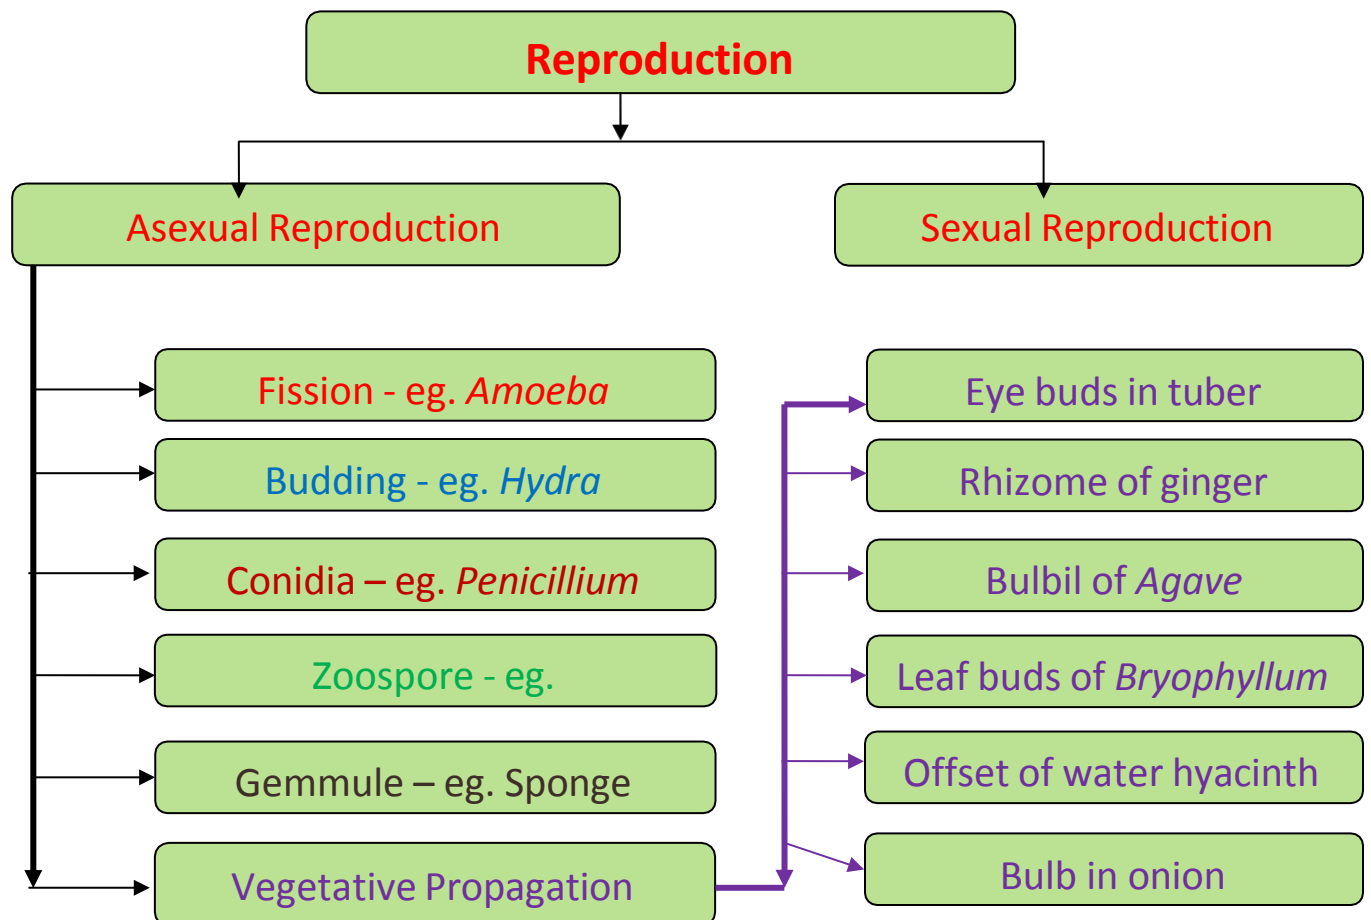 Reproduction
Asexual Reproduction
Sexual Reproduction
Fission - eg. Amoeba
Budding - eg. Hydra
Conidia – eg. Penicillium
Zoospore - eg.
Gemmule – eg. Sponge
Vegetative Propagation
Eye buds in tuber
Rhizome of ginger
Bulbil of Agave
Leaf buds of Bryophyllum
Offset of water hyacinth
Bulb in onion